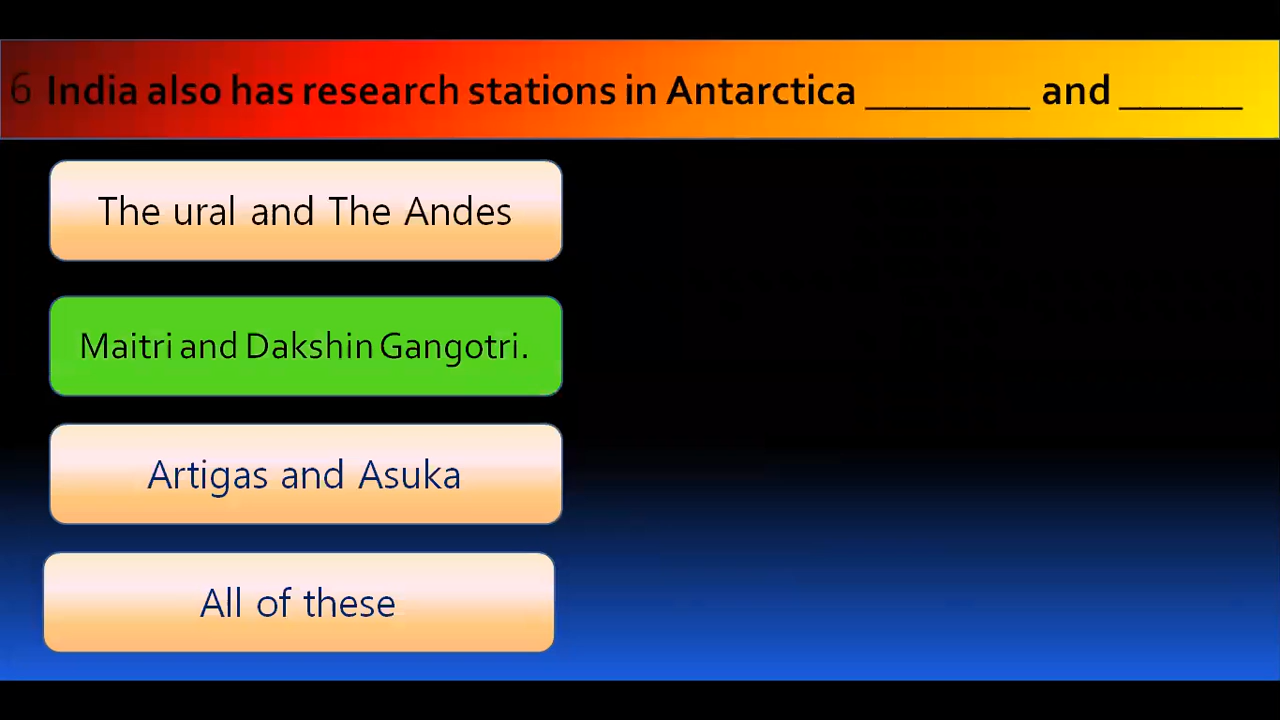 6 India also has research stations in Antarctica ________ and ______
The ural and The Andes
Maitri and Dakshin Gangotri.
Artigas and Asuka
All of these